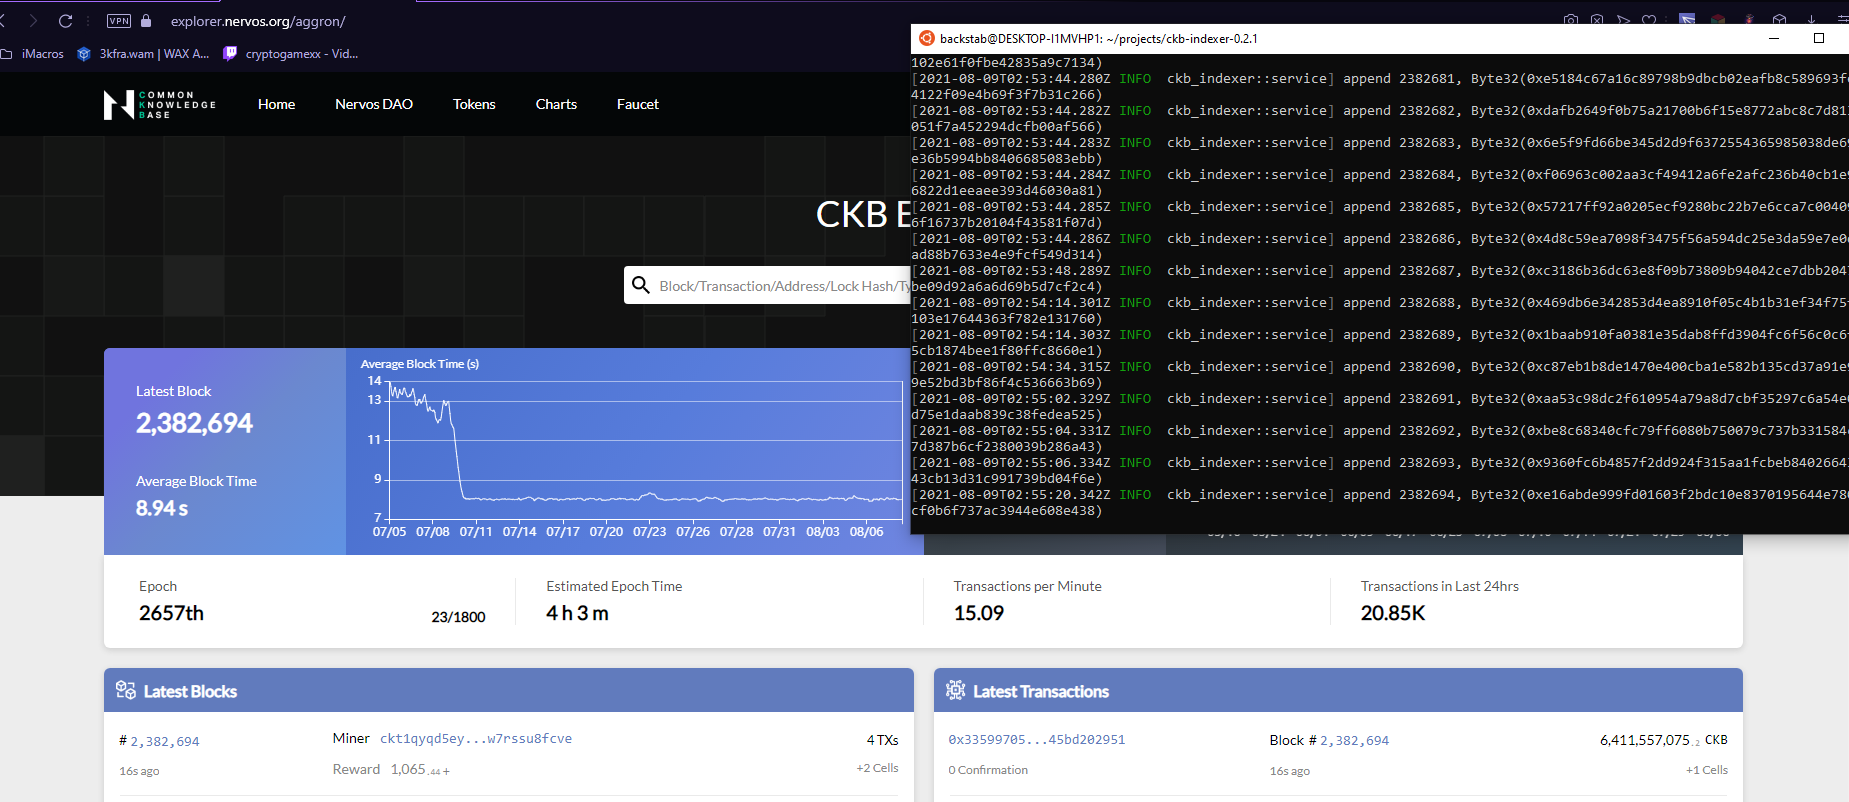 VPN explorer.nervos.org/aggron/
iMacros 3kfra.wam | WAX A... cryptogamexx - Vid...
COMMON
KNOWLEDGE
BASE
Home Nervos DAO Tokens Charts Faucet
CKB E
Block/Transaction/Address/Lock Hash/Ty
Latest Block
2,382,694
Average Block Time
8.94 s
Average Block Time (s)
14
13
11
9
7
07/05 07/08 07/11 07/14 07/17 07/20 07/23 07/26 07/28 07/31 08/03 08/06
backstab@DESKTOP-I1MVHP1: ~/projects/ckb-indexer-0.2.1
102e61f0fbe42835a9c7134)
[2021-08-09T02:53:44.280Z INFO ckb_indexer::service] append 2382681, Byte32(0xe5184c67a16c89798b9dbcb02eafb8c589693f
4122f09e4b69f3f7b31c266)
[2021-08-09T02:53:44.282Z INFO ckb_indexer::service] append 2382682, Byte32(0xdafb2649f0b75a21700b6f15e8772abc8c7d81
051f7a452294dcfb00af566)
[2021-08-09T02:53:44.283Z INFO ckb_indexer::service] append 2382683, Byte32(0x6e5f9fd66be345d2d9f6372554365985038de6
e36b5994bb8406685083ebb)
[2021-08-09T02:53:44.284Z INFO ckb_indexer::service] append 2382684, Byte32(0xf06963c002aa3cf49412a6fe2afc236b40cb1e
6822d1eeaee393d46030a81)
[2021-08-09T02:53:44.285Z INFO ckb_indexer::service] append 2382685, Byte32(0x57217ff92a0205ecf9280bc22b7e6cca7c0040
6f16737b20104f43581f07d)
[2021-08-09T02:53:44.286Z INFO ckb_indexer::service] append 2382686, Byte32(0x4d8c59ea7098f3475f56a594dc25e3da59e7e0
ad88b7633e4e9fcf549d314)
[2021-08-09T02:53:48.289Z INFO ckb_indexer::service] append 2382687, Byte32(0xc3186b36dc63e8f09b73809b94042ce7dbb204
be09d92a6a6d69b5d7cf2c4)
[2021-08-09T02:54:14.301Z INFO ckb_indexer::service] append 2382688, Byte32(0x469db6e342853d4ea8910f05c4b1b31ef34f75
103e17644363f782e131760)
[2021-08-09T02:54:14.303Z INFO ckb_indexer::service] append 2382689, Byte32(0x1baab910fa0381e35dab8ffd3904fc6f56c0c6
5cb1874bee1f80ffc8660e1)
[2021-08-09T02:54:34.315Z INFO ckb_indexer::service] append 2382690, Byte32(0xc87eb1b8de1470e400cba1e582b135cd37a91e
9e52bd3bf86f4c536663b69)
[2021-08-09T02:55:02.329Z INFO ckb_indexer::service] append 2382691, Byte32(0xaa53c98dc2f610954a79a8d7cbf35297c6a54e
d75e1daab839c38fedea525)
[2021-08-09T02:55:04.331Z INFO ckb_indexer::service] append 2382692, Byte32(0xbe8c68340cfc79ff6080b750079c737b331584
7d387b6cf2380039b286a43)
[2021-08-09T02:55:06.334Z INFO ckb_indexer::service] append 2382693, Byte32(0x9360fc6b4857f2dd924f315aa1fcbeb8402664
43cb13d31c991739bd04f6e)
[2021-08-09T02:55:20.342Z INFO ckb_indexer::service] append 2382694, Byte32(0xe16abde999fd01603f2bdc10e8370195644e78
cf0b6f737ac3944e608e438)
Epoch
2657th 23/1800
Estimated Epoch Time
4 h 3 m
Transactions per Minute
15.09
Transactions in Last 24hrs
20.85K
Latest Blocks
# 2,382,694 Miner ckt1qyqd5ey...w7rssu8fcve 4 TXs
16s ago Reward 1,065.44+ +2 Cells
Latest Transactions
0x33599705...45bd202951 Block # 2,382,694 6,411,557,075.2 CKB
0 Confirmation 16s ago +1 Cells